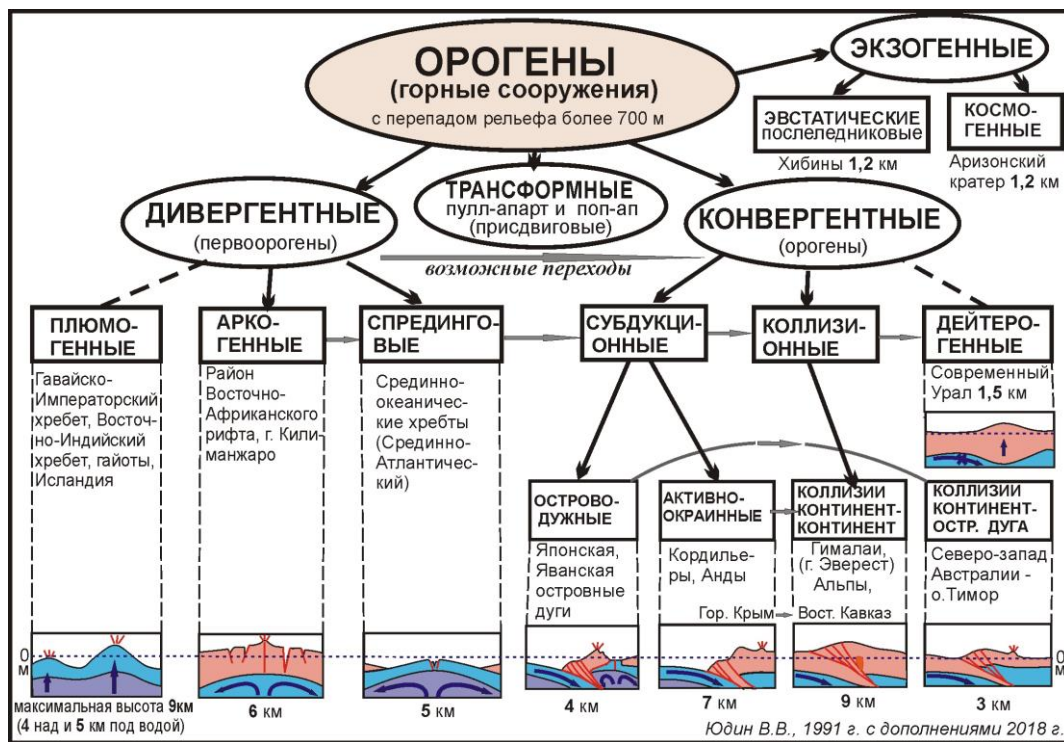 ОРОГЕНЫ
(горные сооружения)
с перепадом рельефа более 700 м
ЭКЗОГЕННЫЕ
ЭВСТАТИЧЕСКИЕ
послеледниковые
Хибины 1,2 км
КОСМО-
ГЕННЫЕ
Аризонский
кратер 1,2 км
ДИВЕРГЕНТНЫЕ
(первоорогены)
ТРАНСФОРМНЫЕ
пулл-апарт и поп-ап
(присдвиговые)
КОНВЕРГЕНТНЫЕ
(орогены)
возможные переходы
ПЛЮМО-
ГЕННЫЕ
Гавайско-
Императорский
хребет, Восточ-
но-Индийский
хребет, гайоты,
Исландия
АРКО-
ГЕННЫЕ
Район
Восточно-
Африканского
рифта, г. Кили-
манжаро
СПРЕДИНГО-
ВЫЕ
Срединно-
океаничес-
кие хребты
(Срединно-
Атлантичес-
кий)
СУБДУКЦИ-
ОННЫЕ
КОЛЛИЗИ-
ОННЫЕ
ДЕЙТЕРО-
ГЕННЫЕ
Современный
Урал 1,5 км
ОСТРОВО-
ДУЖНЫЕ
Японская,
Яванская
островные
дуги
АКТИВНО-
ОКРАИННЫЕ
Кордилье-
ры, Анды
КОЛЛИЗИИ
КОНТИНЕНТ-
КОНТИНЕНТ
Гималаи,
(г. Эверест)
Альпы,
КОЛЛИЗИИ
КОНТИНЕНТ-
ОСТР. ДУГА
Северо-запад
Австралии -
о.Тимор
Гор. Крым
Вост. Кавказ
0
м
0
м
максимальная высота 9км
(4 над и 5 км под водой)
6 км
5 км
4 км
7 км
9 км
3 км
Юдин В.В., 1991 г. с дополнениями 2018 г.